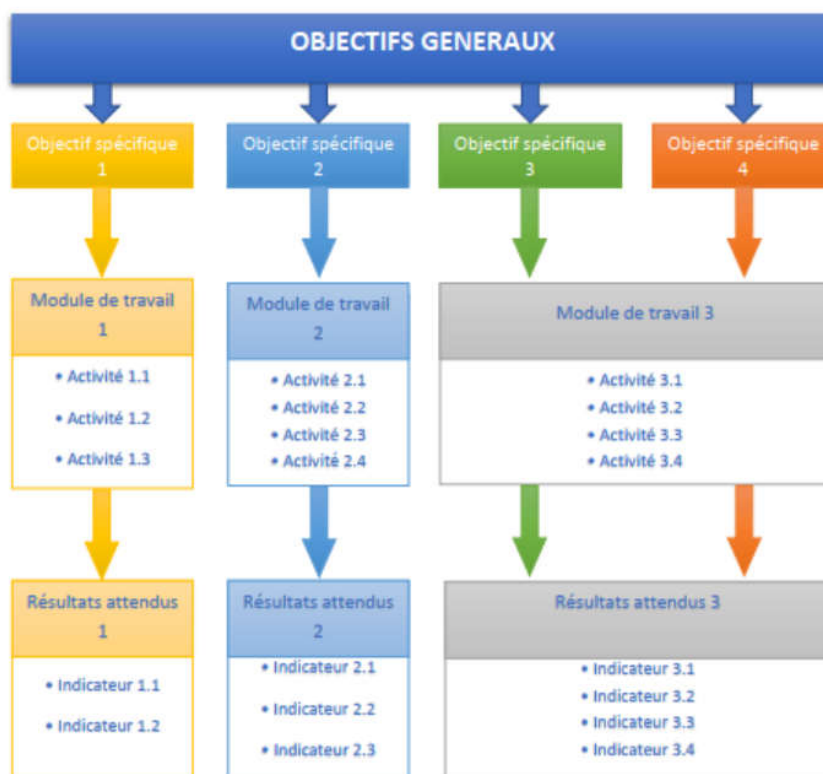 OBJECTIFS GENERAUX
Objectif spécifique
1
Objectif spécifique
2
Objectif spécifique
3
Objectif spécifique
4
Module de travail
1
• Activité 1.1
• Activité 1.2
• Activité 1.3
Module de travail
2
• Activité 2.1
• Activité 2.2
• Activité 2.3
• Activité 2.4
Module de travail 3
• Activité 3.1
• Activité 3.2
• Activité 3.3
• Activité 3.4
Résultats attendus
1
• Indicateur 1.1
• Indicateur 1.2
Résultats attendus
2
• Indicateur 2.1
• Indicateur 2.2
• Indicateur 2.3
Résultats attendus 3
• Indicateur 3.1
• Indicateur 3.2
• Indicateur 3.3
• Indicateur 3.4